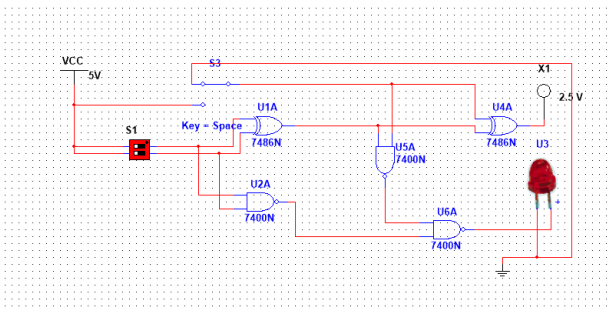 VCC
5V
S3
X1
2.5 V
U1A
U4A
Key = Space
S1
7486N
7486N
U3
U5A
7400N
U2A
7400N
U6A
7400N
+